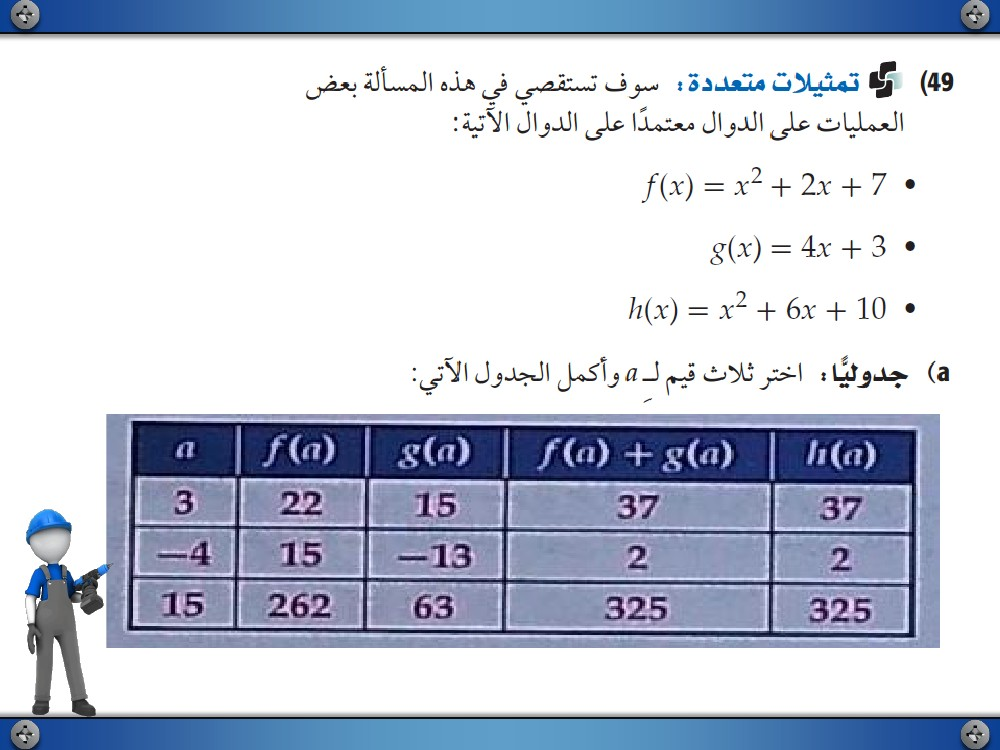 49) تمثيلات متعددة: سوف تستقصي في هذه المسألة بعض
العمليات على الدوال معتمدًا على الدوال الآتية:
• f(x) = x² + 2x + 7
• g(x) = 4x + 3
• h(x) = x² + 6x + 10
a) جدوليًّا: اختر ثلاث قيم لـِ a وأكمل الجدول الآتي:
a f(a) g(a) f(a) + g(a) h(a)
3 22 15 37 37
−4 15 −13 2 2
15 262 63 325 325